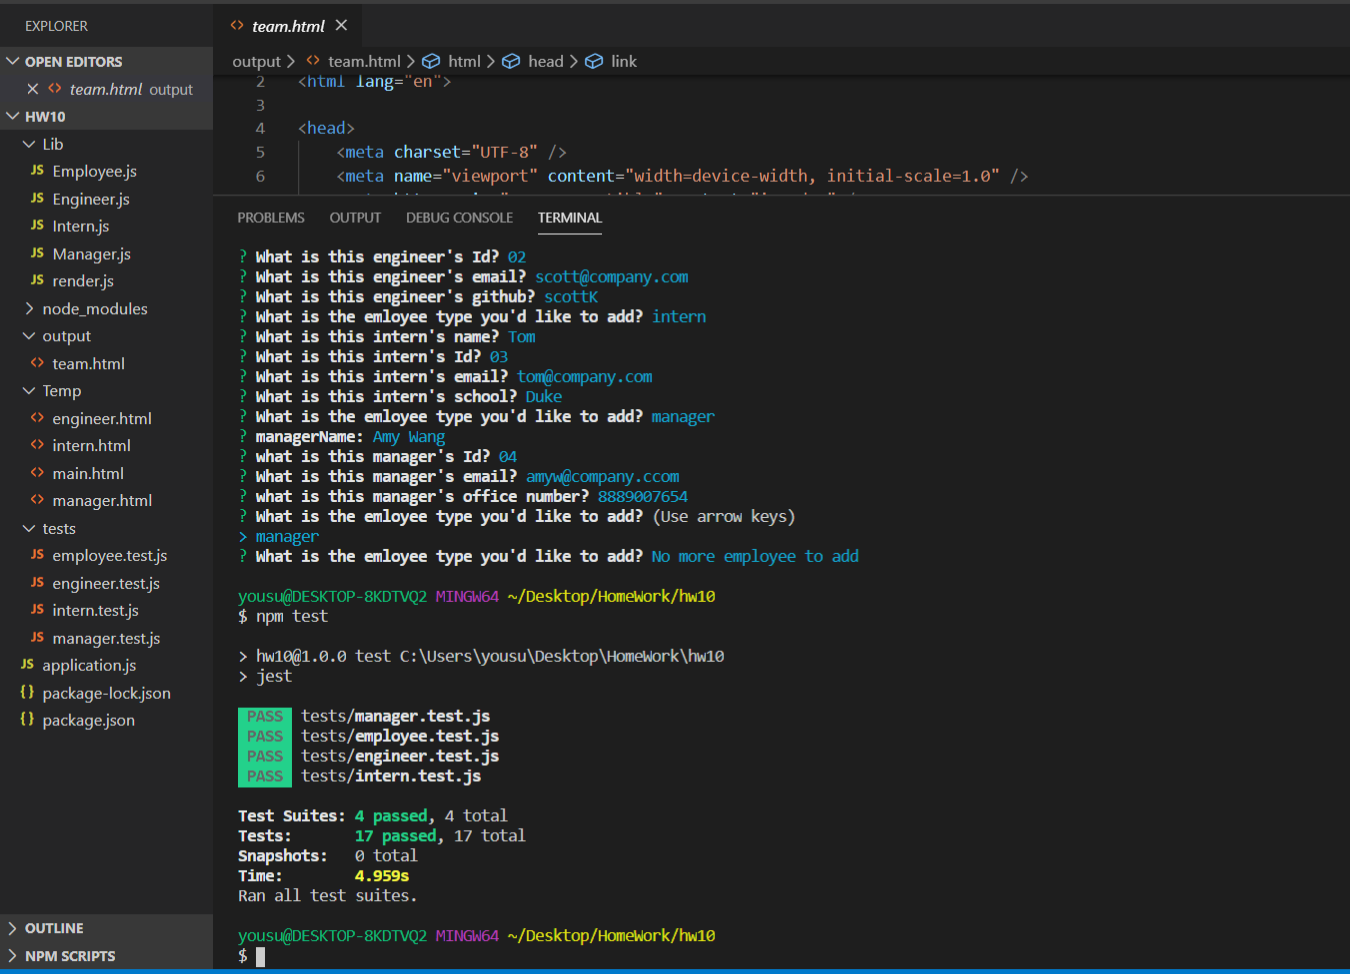 EXPLORER
OPEN EDITORS
team.html output
HW10
Lib
JS Employee.js
JS Engineer.js
JS Intern.js
JS Manager.js
JS render.js
node_modules
output
<> team.html
Temp
<> engineer.html
<> intern.html
<> main.html
<> manager.html
tests
JS employee.test.js
JS engineer.test.js
JS intern.test.js
JS manager.test.js
JS application.js
{} package-lock.json
{} package.json
OUTLINE
NPM SCRIPTS
<> team.html
output > <> team.html > html > head > link
2 <html lang="en">
3
4 <head>
5 <meta charset="UTF-8" />
6 <meta name="viewport" content="width=device-width, initial-scale=1.0" />
PROBLEMS OUTPUT DEBUG CONSOLE TERMINAL
? What is this engineer's Id? 02
? What is this engineer's email? scott@company.com
? What is this engineer's github? scottK
? What is the emloyee type you'd like to add? intern
? What is this intern's name? Tom
? What is this intern's Id? 03
? What is this intern's email? tom@company.com
? What is this intern's school? Duke
? What is the emloyee type you'd like to add? manager
? managerName: Amy Wang
? what is this manager's Id? 04
? What is this manager's email? amyw@company.ccom
? what is this manager's office number? 8889007654
? What is the emloyee type you'd like to add? (Use arrow keys)
> manager
? What is the emloyee type you'd like to add? No more employee to add
yousu@DESKTOP-8KDTVQ2 MINGW64 ~/Desktop/HomeWork/hw10
$ npm test
> hw10@1.0.0 test C:\Users\yousu\Desktop\HomeWork\hw10
> jest
PASS tests/manager.test.js
PASS tests/employee.test.js
PASS tests/engineer.test.js
PASS tests/intern.test.js
Test Suites: 4 passed, 4 total
Tests: 17 passed, 17 total
Snapshots: 0 total
Time: 4.959s
Ran all test suites.
yousu@DESKTOP-8KDTVQ2 MINGW64 ~/Desktop/HomeWork/hw10
$